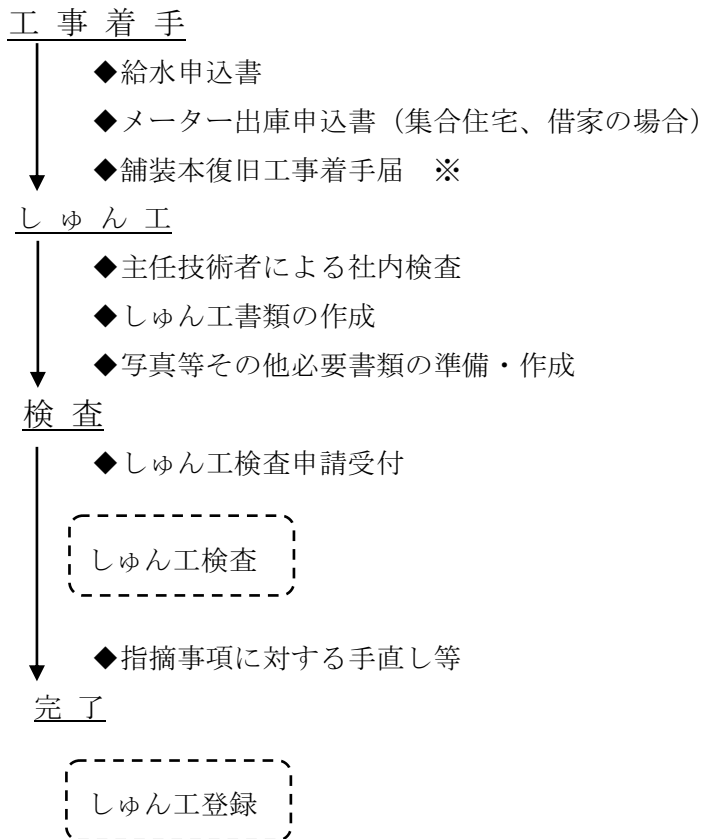 工 事 着 手
◆給水申込書
◆メーター出庫申込書（集合住宅、借家の場合）
◆舗装本復旧工事着手届　※
し ゅ ん 工
◆主任技術者による社内検査
◆しゅん工書類の作成
◆写真等その他必要書類の準備・作成
検 査
◆しゅん工検査申請受付
しゅん工検査
◆指摘事項に対する手直し等
完 了
しゅん工登録